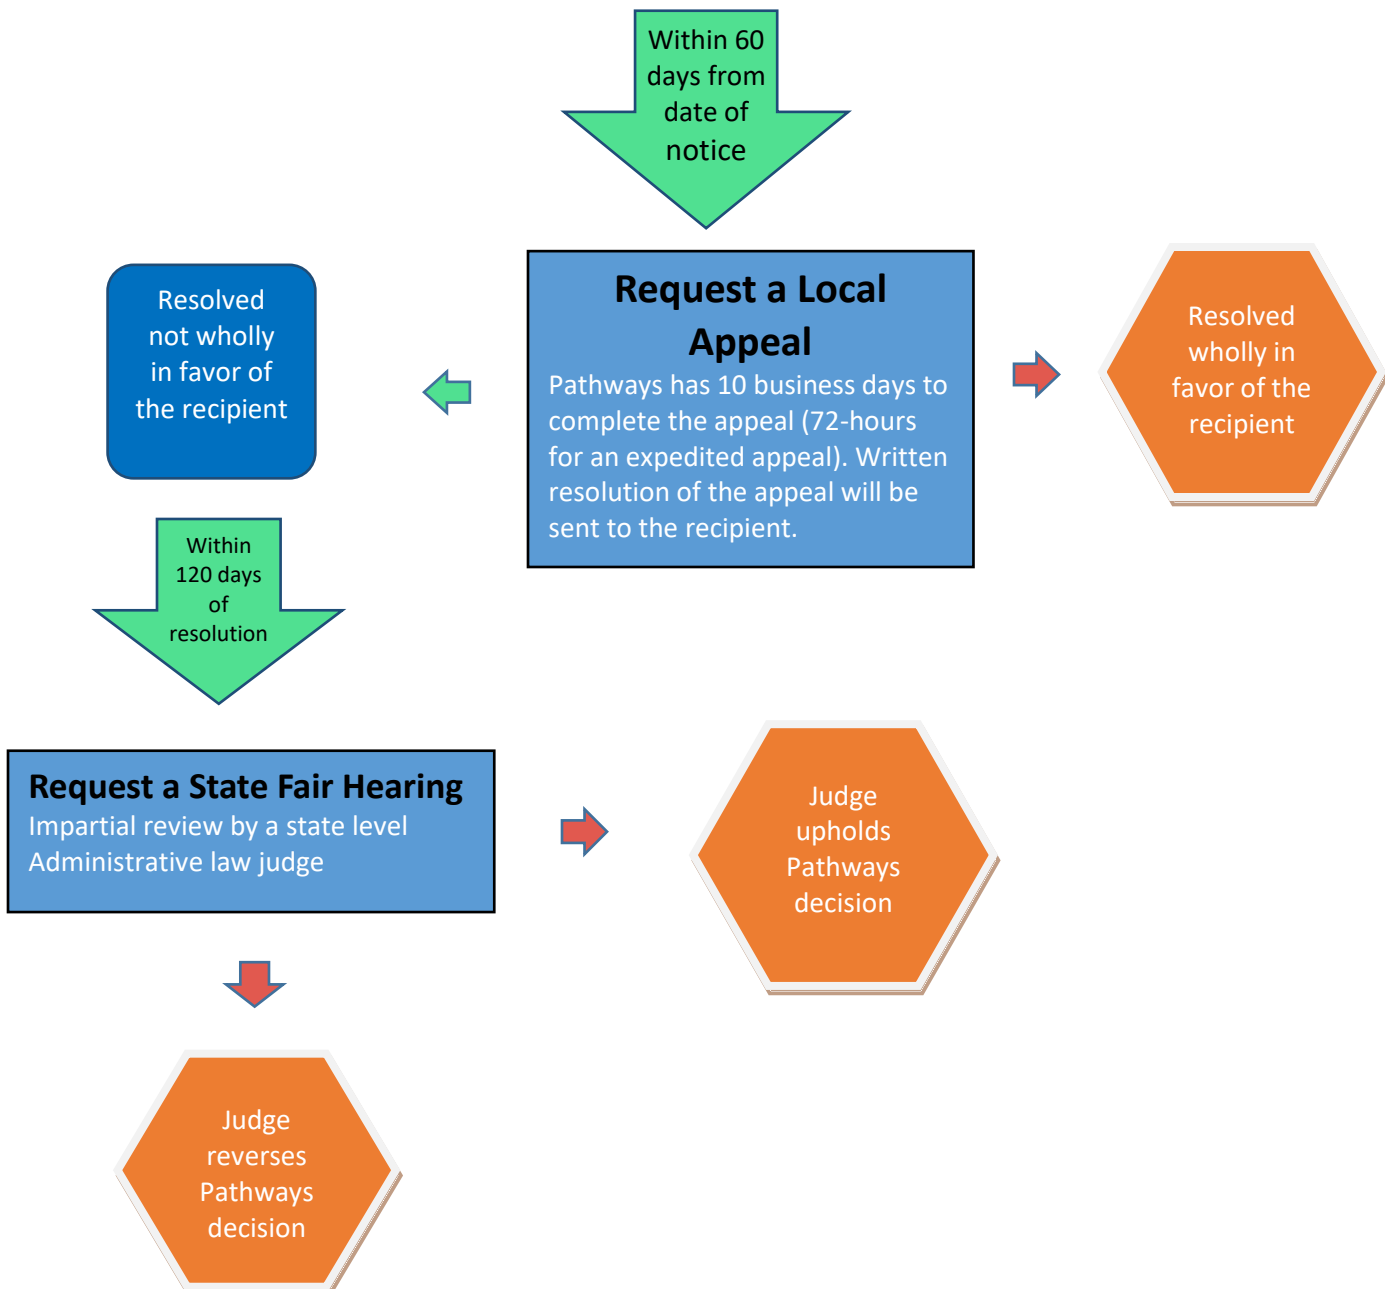 Within 60
days from
date of
notice
Request a Local
Appeal
Pathways has 10 business days to
complete the appeal (72-hours
for an expedited appeal). Written
resolution of the appeal will be
sent to the recipient.
Resolved
wholly in
favor of the
recipient
Resolved
not wholly
in favor of
the recipient
Within
120 days
of
resolution
Request a State Fair Hearing
Impartial review by a state level
Administrative law judge
Judge
upholds
Pathways
decision
Judge
reverses
Pathways
decision